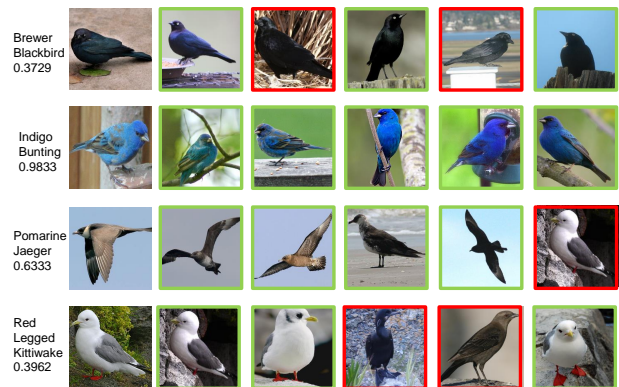 Brewer
Blackbird
0.3729
Indigo
Bunting
0.9833
Pomarine
Jaeger
0.6333
Red
Legged
Kittiwake
0.3962